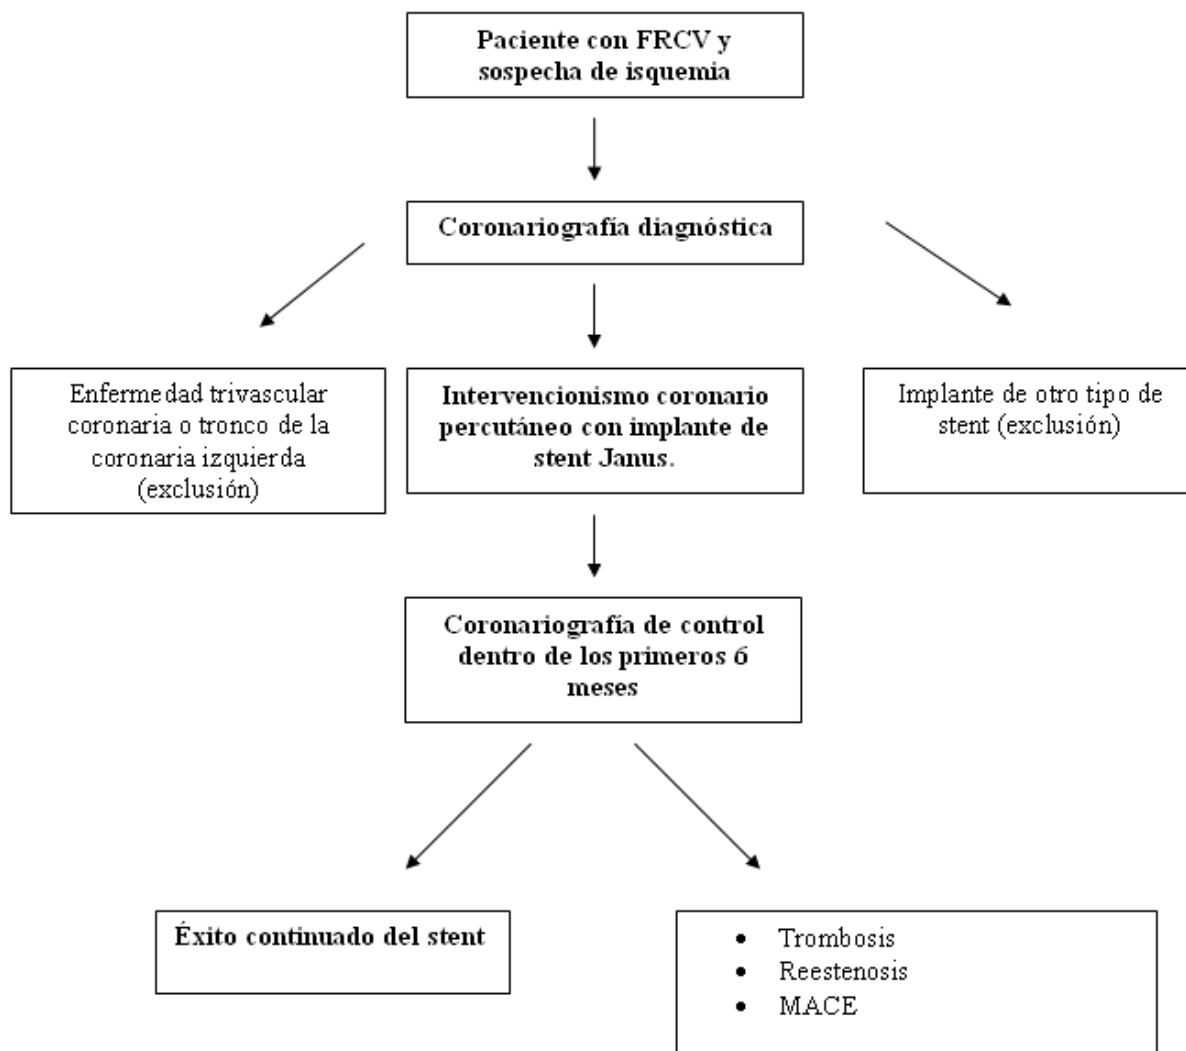 Paciente con FRCV y
sospecha de isquemia
Coronariografía diagnóstica
Enfermedad trivascular
coronaria o tronco de la
coronaria izquierda
(exclusión)
Intervencionismo coronario
percutáneo con implante de
stent Janus.
Implante de otro tipo de
stent (exclusión)
Coronariografía de control
dentro de los primeros 6
meses
Éxito continuado del stent
• Trombosis
• Reestenosis
• MACE